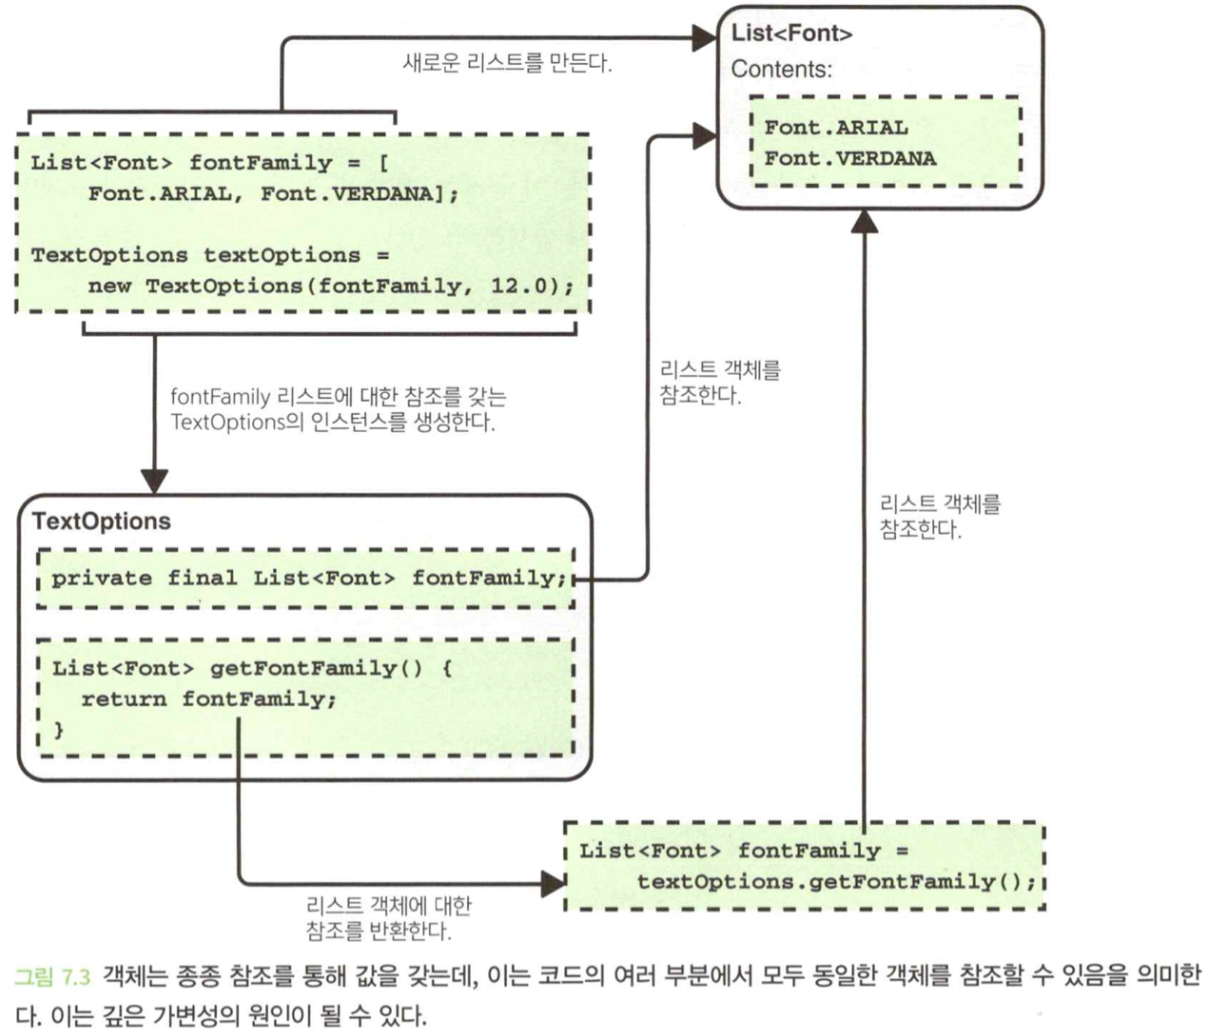 새로운 리스트를 만든다.
List<Font>
Contents:
Font.ARIAL
Font.VERDANA
List<Font> fontFamily = [
Font.ARIAL, Font.VERDANA];
TextOptions textOptions =
new TextOptions(fontFamily, 12.0);
fontFamily 리스트에 대한 참조를 갖는
TextOptions의 인스턴스를 생성한다.
리스트 객체를
참조한다.
리스트 객체를
참조한다.
TextOptions
private final List<Font> fontFamily;
List<Font> getFontFamily() {
return fontFamily;
}
List<Font> fontFamily =
textOptions.getFontFamily();
리스트 객체에 대한
참조를 반환한다.
그림 7.3 객체는 종종 참조를 통해 값을 갖는데, 이는 코드의 여러 부분에서 모두 동일한 객체를 참조할 수 있음을 의미한
다. 이는 깊은 가변성의 원인이 될 수 있다.